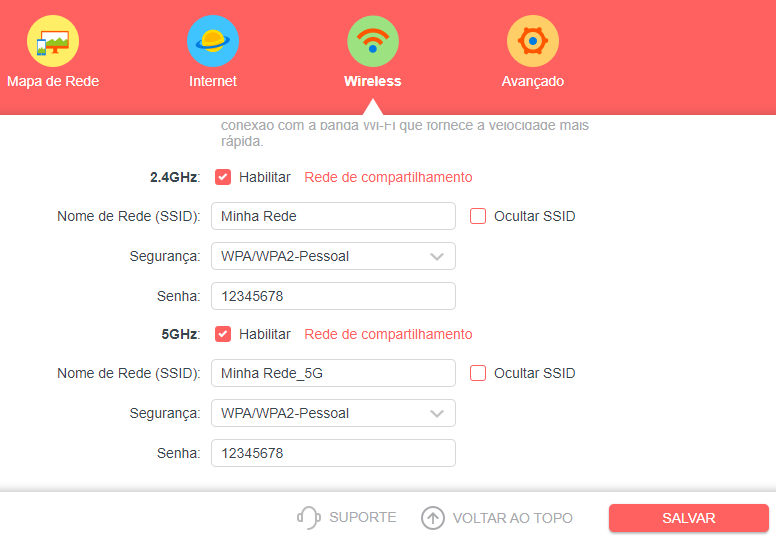 Mapa de Rede
Internet
Wireless
Avançado
conexão com a banda Wi-Fi que fornece a velocidade mais
rápida.
2.4GHz: Habilitar Rede de compartilhamento
Nome de Rede (SSID): Minha Rede Ocultar SSID
Segurança: WPA/WPA2-Pessoal
Senha: 12345678
5GHz: Habilitar Rede de compartilhamento
Nome de Rede (SSID): Minha Rede_5G Ocultar SSID
Segurança: WPA/WPA2-Pessoal
Senha: 12345678
SUPORTE VOLTAR AO TOPO SALVAR